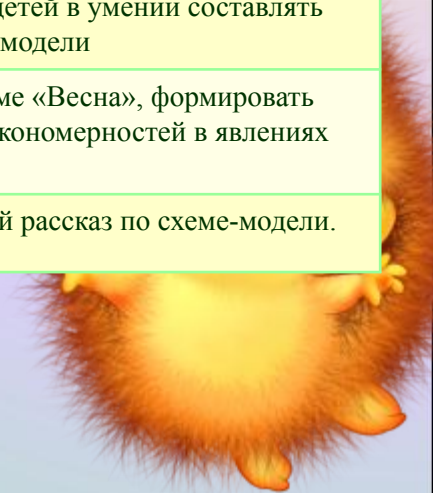 детей в умении составлять
модели
ме «Весна», формировать
кономерностей в явлениях
й рассказ по схеме-модели.